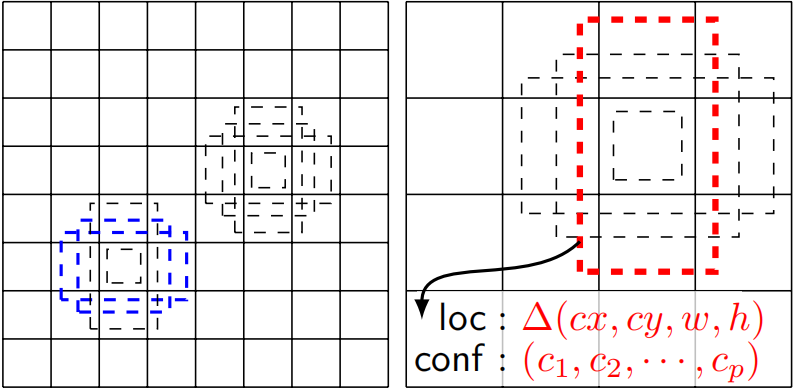 loc : Δ(cx, cy, w, h)
conf : (c₁, c₂, ⋯, cₚ)